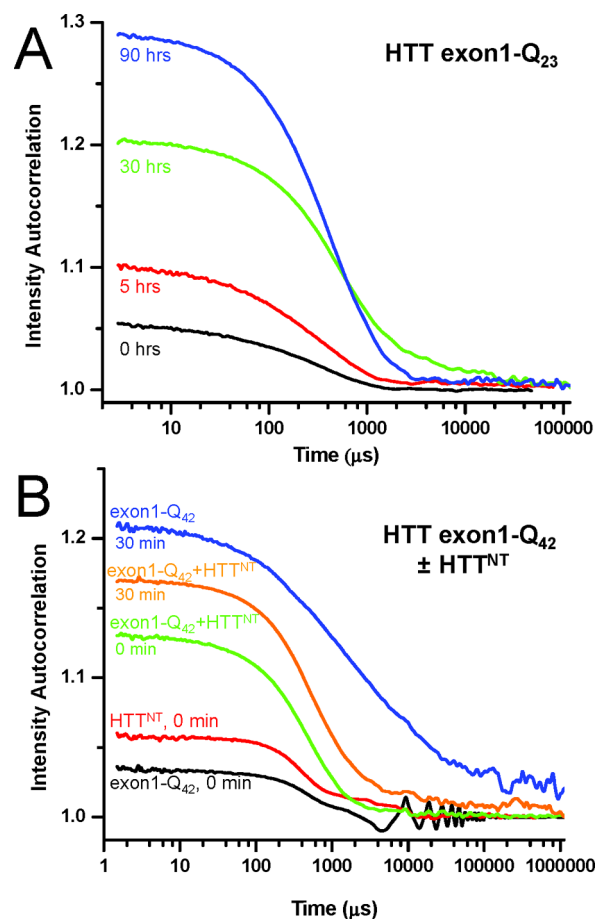 A
HTT exon1-Q₂₃
Intensity Autocorrelation
1.3
1.2
1.1
1.0
90 hrs
30 hrs
5 hrs
0 hrs
10
100
1000
10000
100000
Time (µs)
B
HTT exon1-Q₄₂
± HTTᴺᵀ
Intensity Autocorrelation
1.2
1.1
1.0
exon1-Q₄₂
30 min
exon1-Q₄₂+HTTᴺᵀ
30 min
exon1-Q₄₂+HTTᴺᵀ
0 min
HTTᴺᵀ, 0 min
exon1-Q₄₂, 0 min
1
10
100
1000
10000
100000
1000000
Time (µs)